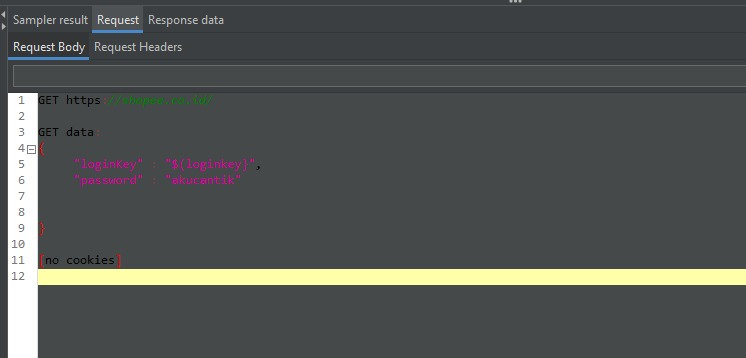 Sampler result Request Response data
Request Body Request Headers
1 GET https://shopee.co.id/
2
3 GET data:
4 {
5 "loginKey" : "${loginkey}",
6 "password" : "akucantik"
7
8
9 }
10
11 [no cookies]
12